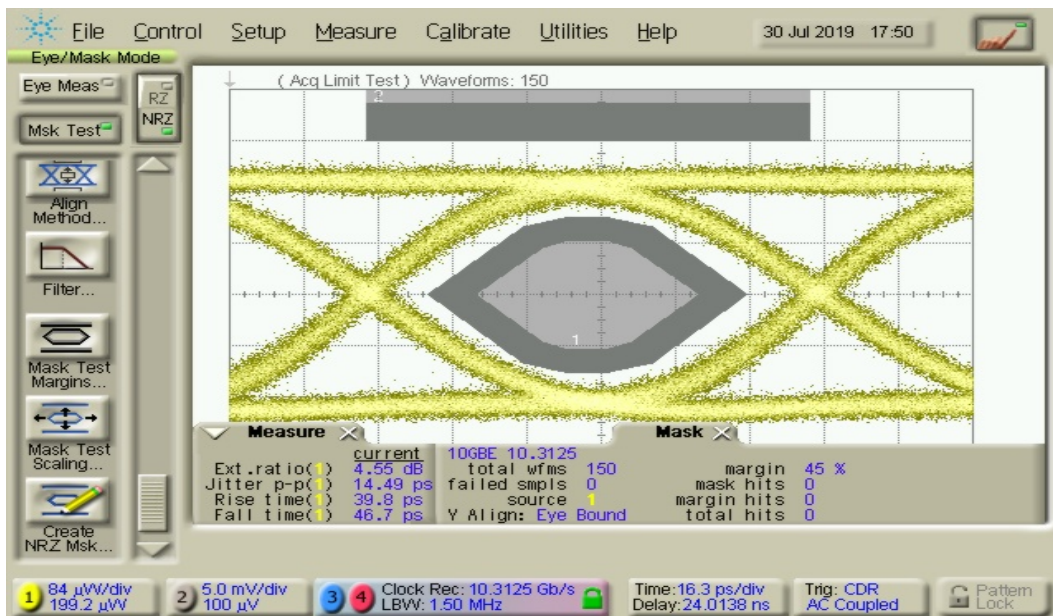 File Control Setup Measure Calibrate Utilities Help 30 Jul 2019 17:50
Eye/Mask Mode
Eye Meas
RZ
NRZ
Msk Test
( Acq Limit Test ) Waveforms: 150
2
1
Align
Method...
Filter...
Mask Test
Margins...
Mask Test
Scaling...
Create
NRZ Msk...
Measure
current
Ext.ratio(1) 4.55 dB
Jitter p-p(1) 14.49 ps
Rise time(1) 39.8 ps
Fall time(1) 46.7 ps
Mask
10GBE 10.3125
total wfms 150 margin 45 %
failed smpls 0 mask hits 0
source 1 margin hits 0
Y Align: Eye Bound total hits 0
1 84 µW/div
199.2 µW
2 5.0 mV/div
100 µV
3 4 Clock Rec: 10.3125 Gb/s
LBW: 1.50 MHz
Time:16.3 ps/div
Delay:24.0138 ns
Trig: CDR
AC Coupled
Pattern
Lock